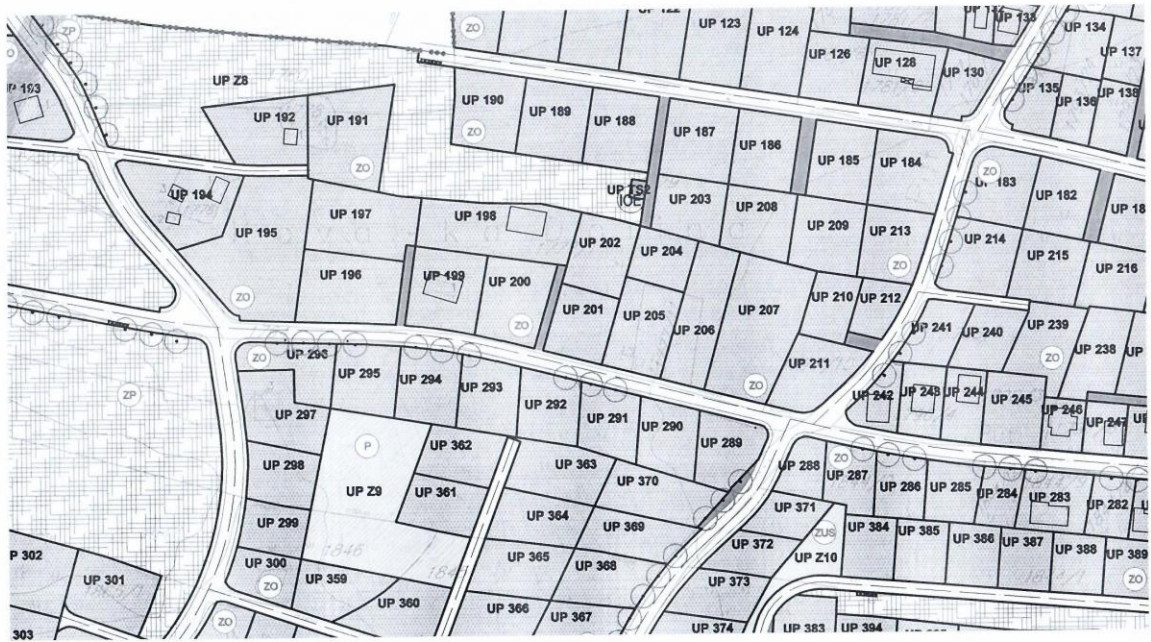 UP 122
UP 123
UP 124
UP 126
UP 128
UP 130
UP 134
UP 137
UP 135
UP 136
UP 138
ZP
UP Z8
UP 192
UP 191
ZO
UP 190
UP 189
UP 188
ZO
UP 187
UP 186
UP 185
UP 184
ZO
UP 183
UP 182
UP 194
UP 195
UP 197
UP 198
UP TS2
UP 203
UP 208
UP 209
UP 213
UP 214
UP 215
UP 216
UP 202
UP 204
UP 196
UP 199
UP 200
UP 201
UP 205
UP 206
UP 207
UP 210
UP 212
ZO
ZO
ZO
UP 211
ZO
UP 241
UP 240
UP 239
UP 238
UP
ZO
ZP
ZO
UP 295
UP 294
UP 293
UP 292
UP 291
UP 290
UP 289
UP 242
UP 243
UP 244
UP 245
UP 246
UP 247
UP 297
P
UP 362
UP 363
UP 288
ZO
UP 287
UP 286
UP 285
UP 284
UP 283
UP 282
UP 298
UP Z9
UP 361
UP 370
UP 371
ZUS
UP 299
UP 364
UP 369
UP 372
UP Z10
UP 384
UP 385
UP 386
UP 387
UP 388
UP 389
ZO
P 302
UP 301
UP 300
ZO
UP 359
1846
UP 360
UP 365
UP 368
UP 373
303
ZO
UP 366
UP 367
UP 374
UP 383
UP 394